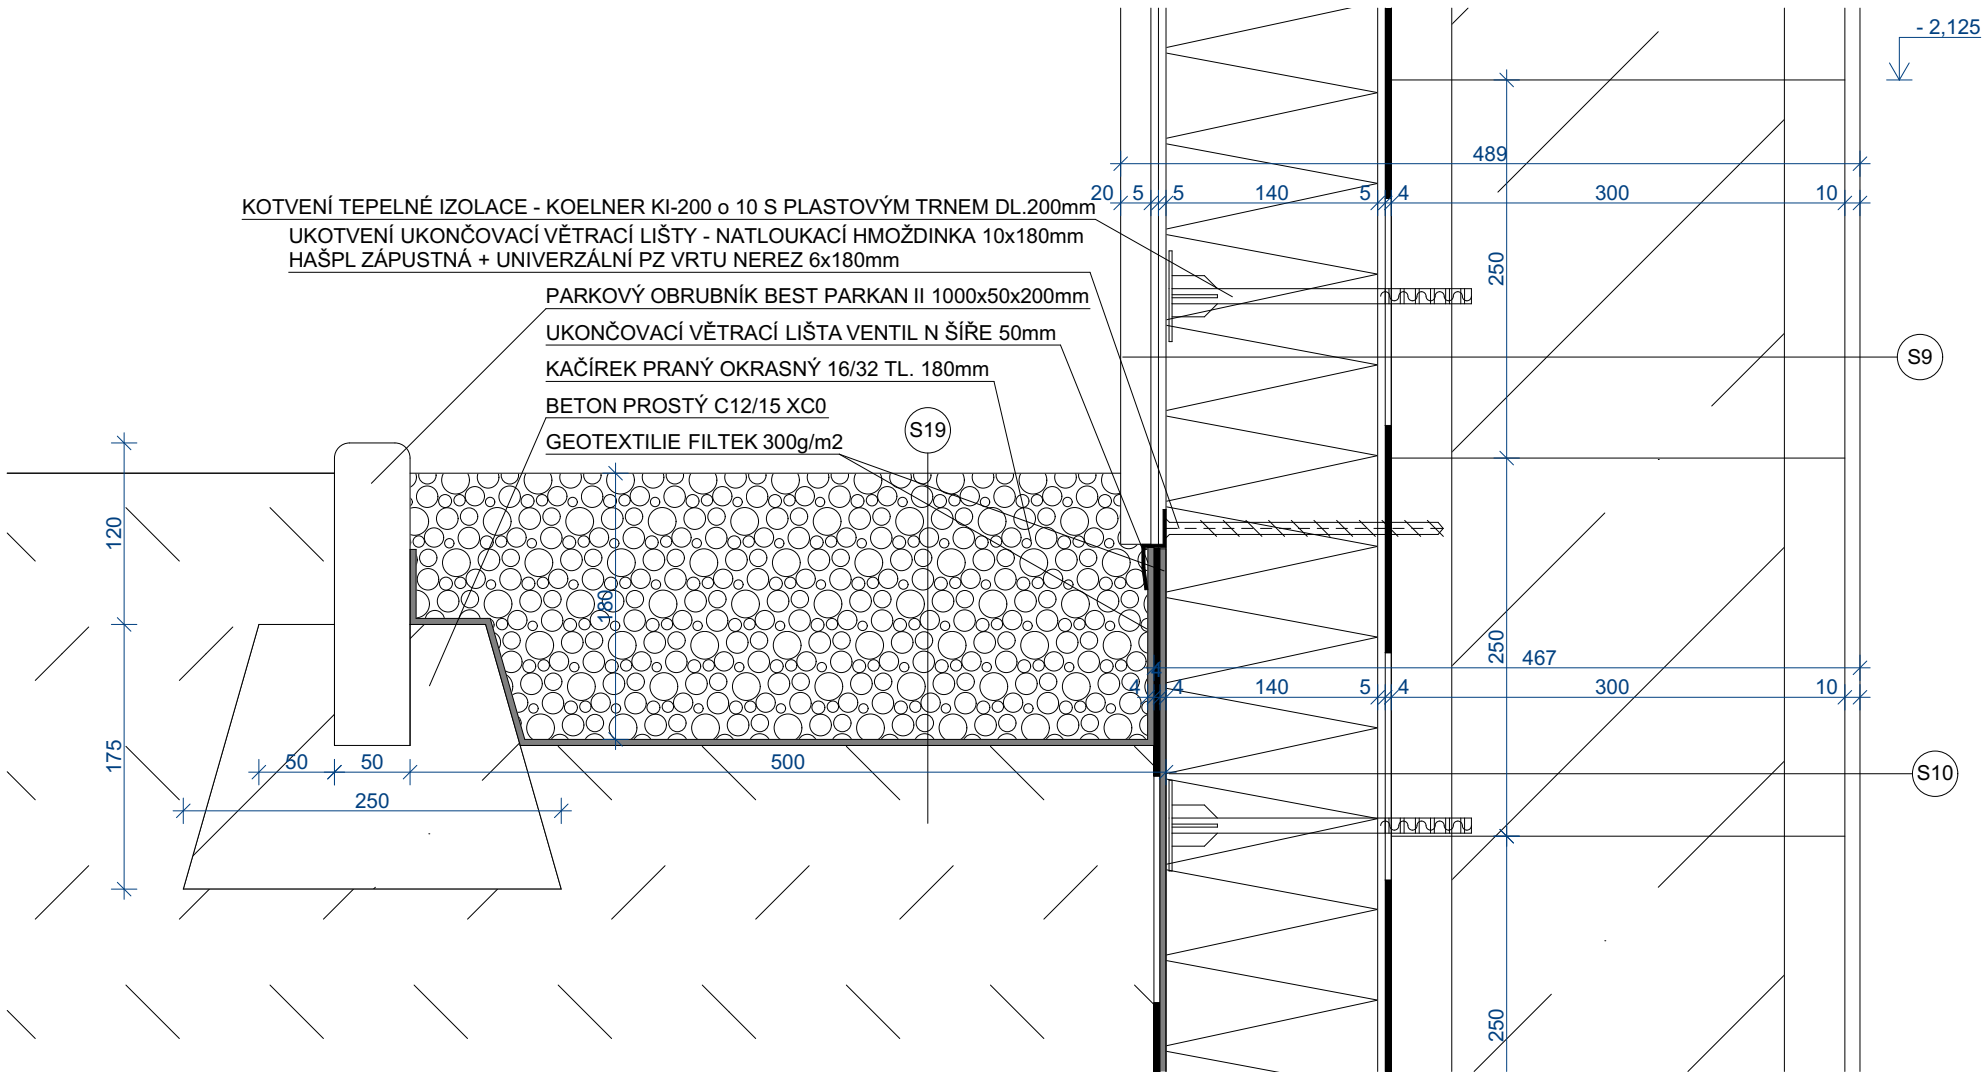 - 2,125
489
20 5 5 140 5 4 300 10
KOTVENÍ TEPELNÉ IZOLACE - KOELNER KI-200 o 10 S PLASTOVÝM TRNEM DL.200mm
UKOTVENÍ UKONČOVACÍ VĚTRACÍ LIŠTY - NATLOUKACÍ HMOŽDINKA 10x180mm
HAŠPL ZÁPUSTNÁ + UNIVERZÁLNÍ PZ VRTU NEREZ 6x180mm
250
PARKOVÝ OBRUBNÍK BEST PARKAN II 1000x50x200mm
UKONČOVACÍ VĚTRACÍ LIŠTA VENTIL N ŠÍŘE 50mm
S9
KAČÍREK PRANÝ OKRASNÝ 16/32 TL. 180mm
BETON PROSTÝ C12/15 XC0
S19
GEOTEXTILIE FILTEK 300g/m2
120
180
250
467
4
4 4 140 5 4 300 10
175
50 50 500
S10
250
250